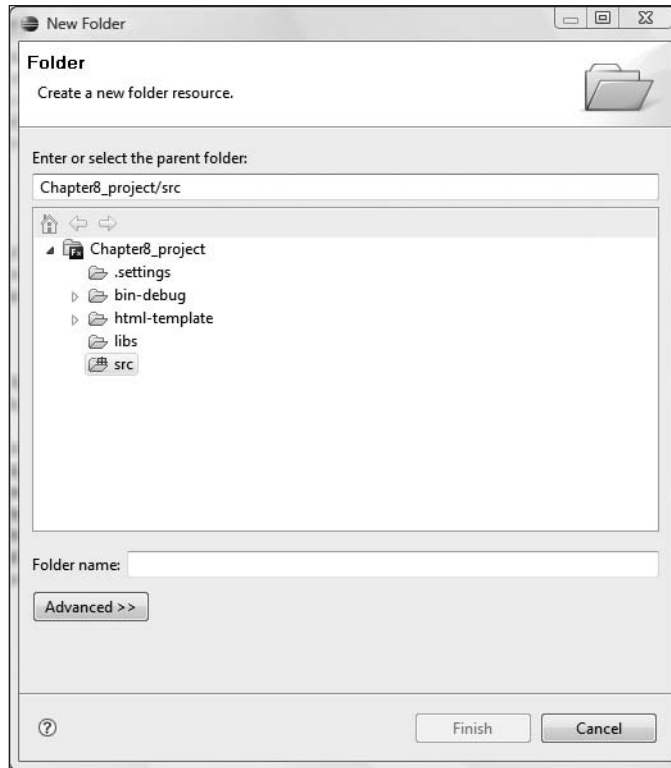 New Folder
Folder
Create a new folder resource.
Enter or select the parent folder:
Chapter8_project/src
Fx Chapter8_project
.settings
bin-debug
html-template
libs
src
Folder name:
Advanced >>
?
Finish
Cancel